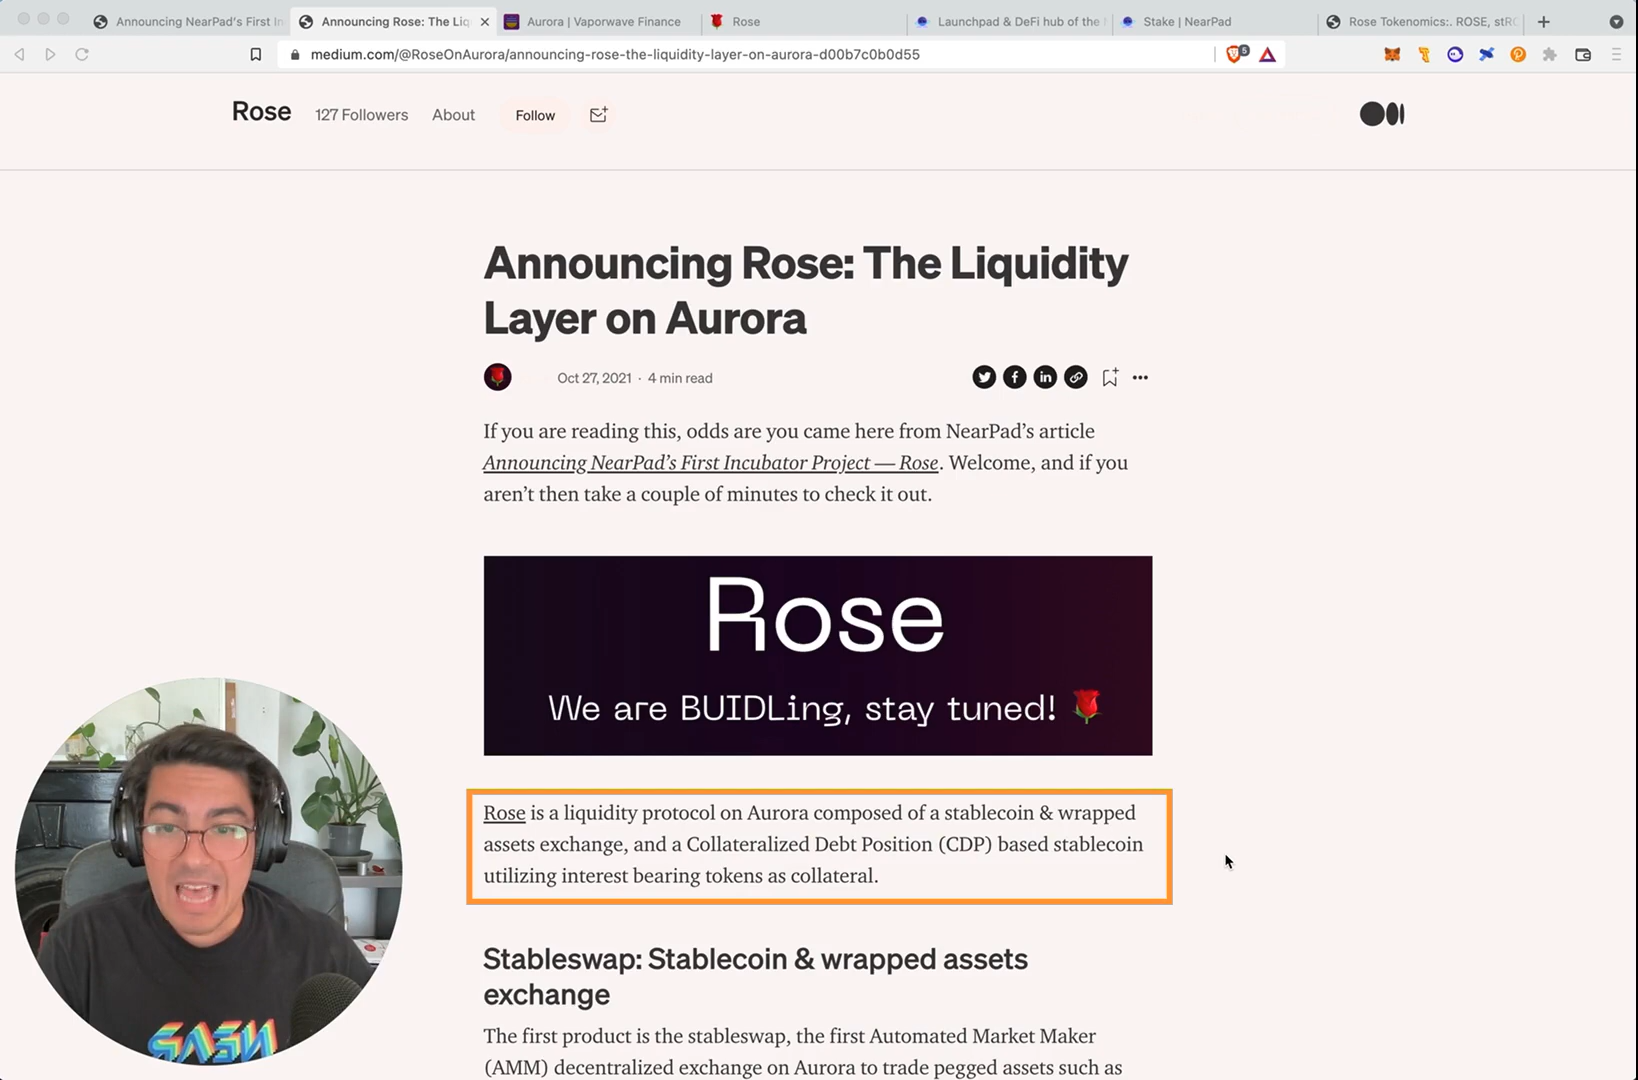 Announcing NearPad's First In
Announcing Rose: The Liq
Aurora | Vaporwave Finance
Rose
Launchpad & DeFi hub of the
Stake | NearPad
Rose Tokenomics:. ROSE, stRO
medium.com/@RoseOnAurora/announcing-rose-the-liquidity-layer-on-aurora-d00b7c0b0d55
5
Rose
127 Followers
About
Follow
Announcing Rose: The Liquidity
Layer on Aurora
Oct 27, 2021 · 4 min read
If you are reading this, odds are you came here from NearPad’s article
Announcing NearPad’s First Incubator Project — Rose. Welcome, and if you
aren’t then take a couple of minutes to check it out.
Rose
We are BUIDLing, stay tuned! 🌹
Rose is a liquidity protocol on Aurora composed of a stablecoin & wrapped
assets exchange, and a Collateralized Debt Position (CDP) based stablecoin
utilizing interest bearing tokens as collateral.
Stableswap: Stablecoin & wrapped assets
exchange
The first product is the stableswap, the first Automated Market Maker
(AMM) decentralized exchange on Aurora to trade pegged assets such as